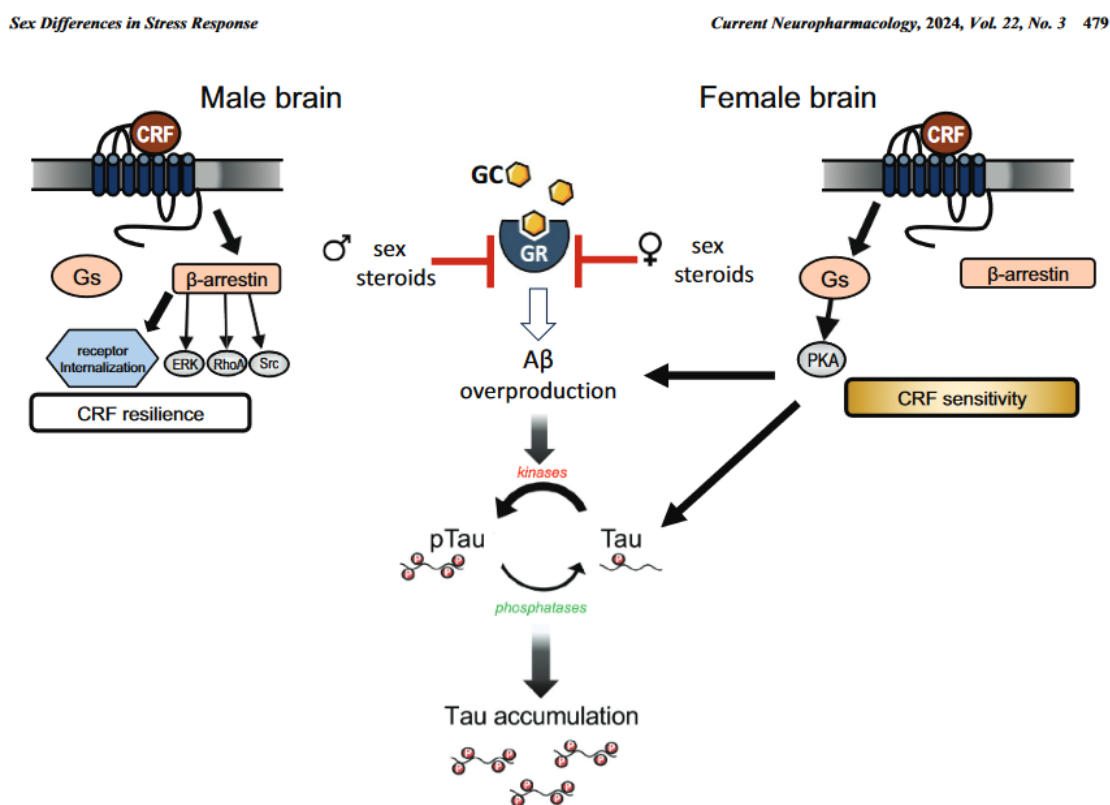 Sex Differences in Stress Response
Current Neuropharmacology, 2024, Vol. 22, No. 3 479
Male brain
Female brain
CRF
CRF
GC
GR
♂ sex
steroids
♀ sex
steroids
Gs
β-arrestin
Gs
β-arrestin
receptor
Internalization
ERK
RhoA
Src
PKA
CRF resilience
CRF sensitivity
Aβ
overproduction
kinases
pTau
Tau
P
P
P
P
P
phosphatases
Tau accumulation
P
P
P
P
P
P
P
P
P
P
P
P